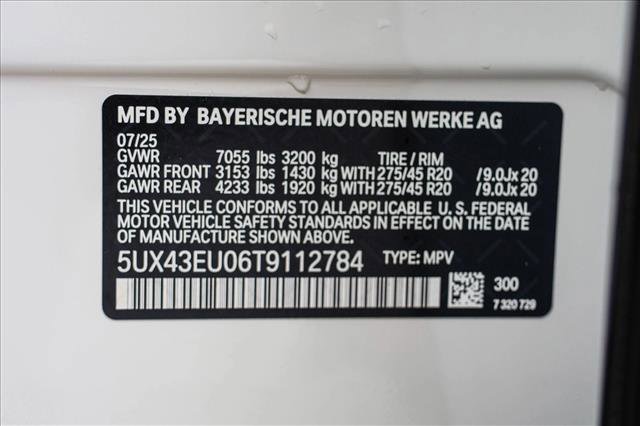 MFD BY BAYERISCHE MOTOREN WERKE AG
07/25
GVWR 7055 lbs 3200 kg TIRE / RIM
GAWR FRONT 3153 lbs 1430 kg WITH 275/45 R20 /9.0Jx20
GAWR REAR 4233 lbs 1920 kg WITH 275/45 R20 /9.0Jx20
THIS VEHICLE CONFORMS TO ALL APPLICABLE U. S. FEDERAL
MOTOR VEHICLE SAFETY STANDARDS IN EFFECT ON THE DATE
OF MANUFACTURE SHOWN ABOVE.
5UX43EU06T9112784 TYPE: MPV
300
7 320 729